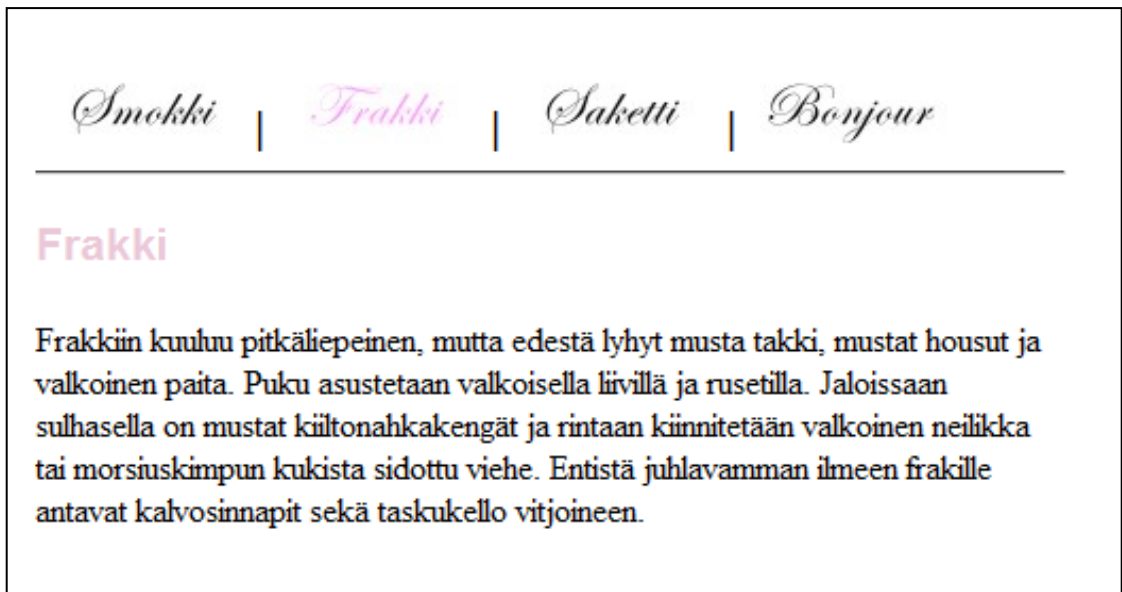 Smokki | Frakki | Saketti | Bonjour
Frakki
Frakkiin kuuluu pitkäliepeinen, mutta edestä lyhyt musta takki, mustat housut ja
valkoinen paita. Puku asustetaan valkoisella liivillä ja rusetilla. Jaloissaan
sulhasella on mustat kiiltonahkakengät ja rintaan kiinnitetään valkoinen neilikka
tai morsiuskimpun kukista sidottu viehe. Entistä juhlavamman ilmeen frakille
antavat kalvosinnapit sekä taskukello vitjoineen.